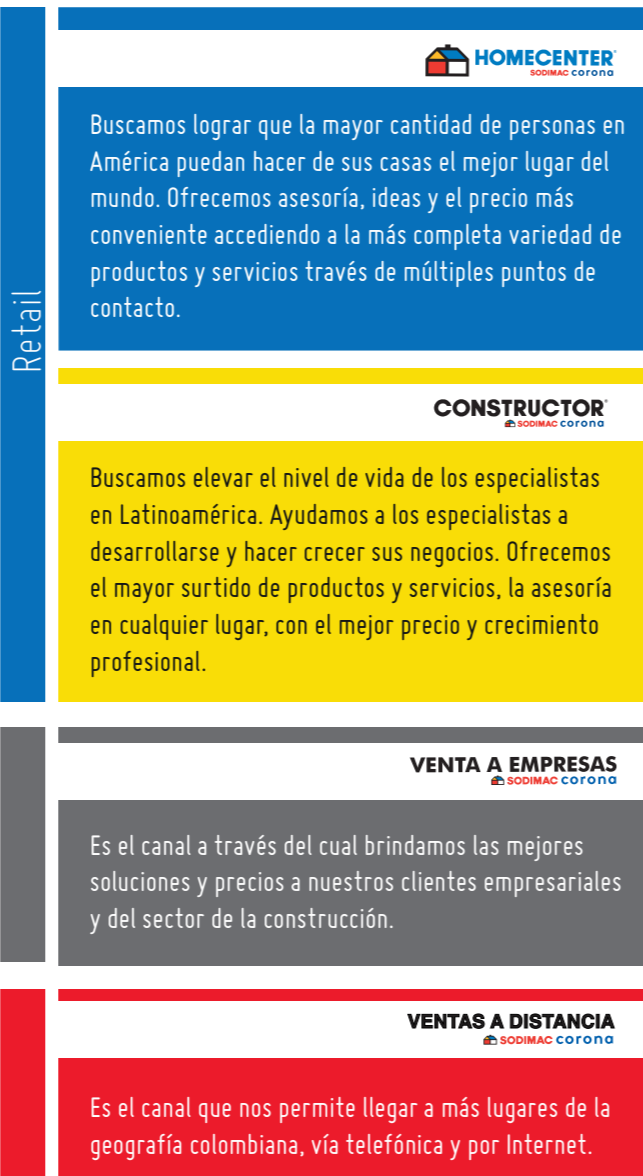 Retail
HOMECENTER
SODIMAC corona
Buscamos lograr que la mayor cantidad de personas en
América puedan hacer de sus casas el mejor lugar del
mundo. Ofrecemos asesoría, ideas y el precio más
conveniente accediendo a la más completa variedad de
productos y servicios través de múltiples puntos de
contacto.
CONSTRUCTOR
SODIMAC corona
Buscamos elevar el nivel de vida de los especialistas
en Latinoamérica. Ayudamos a los especialistas a
desarrollarse y hacer crecer sus negocios. Ofrecemos
el mayor surtido de productos y servicios, la asesoría
en cualquier lugar, con el mejor precio y crecimiento
profesional.
VENTA A EMPRESAS
SODIMAC corona
Es el canal a través del cual brindamos las mejores
soluciones y precios a nuestros clientes empresariales
y del sector de la construcción.
VENTAS A DISTANCIA
SODIMAC corona
Es el canal que nos permite llegar a más lugares de la
geografía colombiana, vía telefónica y por Internet.